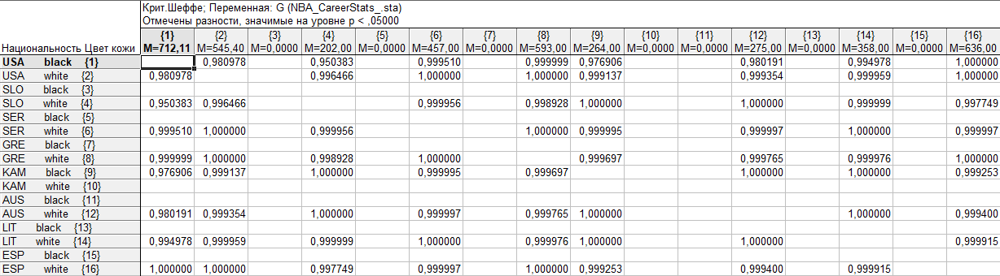 Крит.Шеффе; Переменная: G (NBA_CareerStats_.sta)
Отмечены разности, значимые на уровне p < ,05000
{1} {2} {3} {4} {5} {6} {7} {8} {9} {10} {11} {12} {13} {14} {15} {16}
Национальность Цвет кожи M=712,11 M=545,40 M=0,0000 M=202,00 M=0,0000 M=457,00 M=0,0000 M=593,00 M=264,00 M=0,0000 M=0,0000 M=275,00 M=0,0000 M=358,00 M=0,0000 M=636,00
USA black {1} 0,980978 0,950383 0,999510 0,999999 0,976906 0,980191 0,994978 1,000000
USA white {2} 0,980978 0,996466 1,000000 1,000000 0,999137 0,999354 0,999959 1,000000
SLO black {3}
SLO white {4} 0,950383 0,996466 0,999956 0,998928 1,000000 1,000000 0,999999 0,997749
SER black {5}
SER white {6} 0,999510 1,000000 0,999956 1,000000 0,999995 0,999997 1,000000 0,999997
GRE black {7}
GRE white {8} 0,999999 1,000000 0,998928 1,000000 0,999697 0,999765 0,999976 1,000000
KAM black {9} 0,976906 0,999137 1,000000 0,999995 0,999697 1,000000 1,000000 0,999253
KAM white {10}
AUS black {11}
AUS white {12} 0,980191 0,999354 1,000000 0,999997 0,999765 1,000000 1,000000 0,999400
LIT black {13}
LIT white {14} 0,994978 0,999959 0,999999 1,000000 0,999976 1,000000 1,000000 0,999915
ESP black {15}
ESP white {16} 1,000000 1,000000 0,997749 0,999997 1,000000 0,999253 0,999400 0,999915